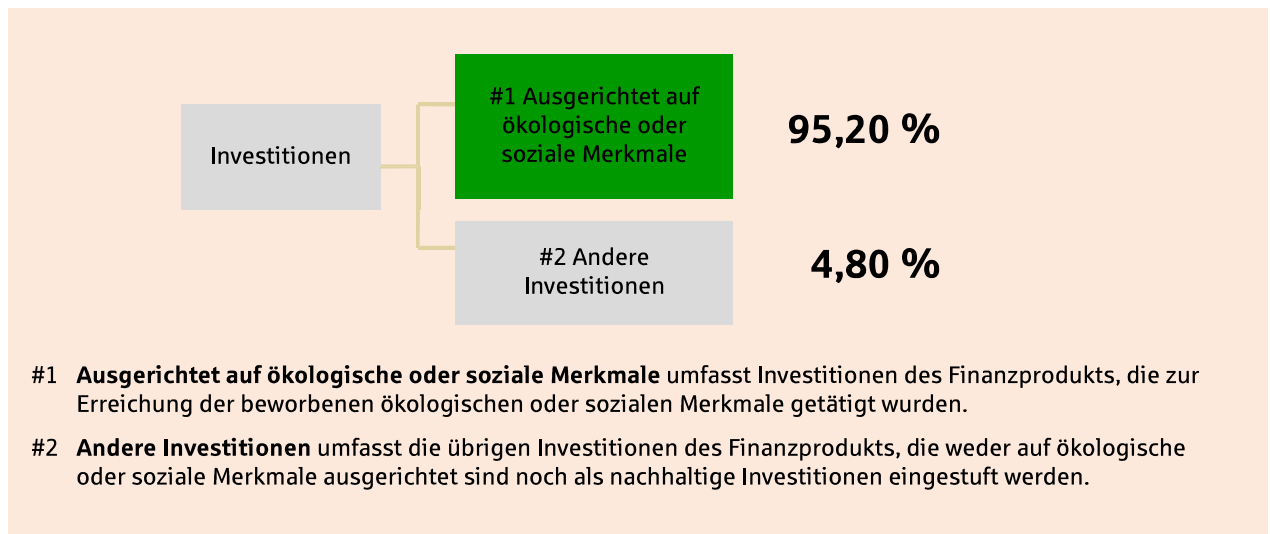 Investitionen
#1 Ausgerichtet auf
ökologische oder
soziale Merkmale
95,20 %
#2 Andere
Investitionen
4,80 %
#1 Ausgerichtet auf ökologische oder soziale Merkmale umfasst Investitionen des Finanzprodukts, die zur
Erreichung der beworbenen ökologischen oder sozialen Merkmale getätigt wurden.
#2 Andere Investitionen umfasst die übrigen Investitionen des Finanzprodukts, die weder auf ökologische
oder soziale Merkmale ausgerichtet sind noch als nachhaltige Investitionen eingestuft werden.